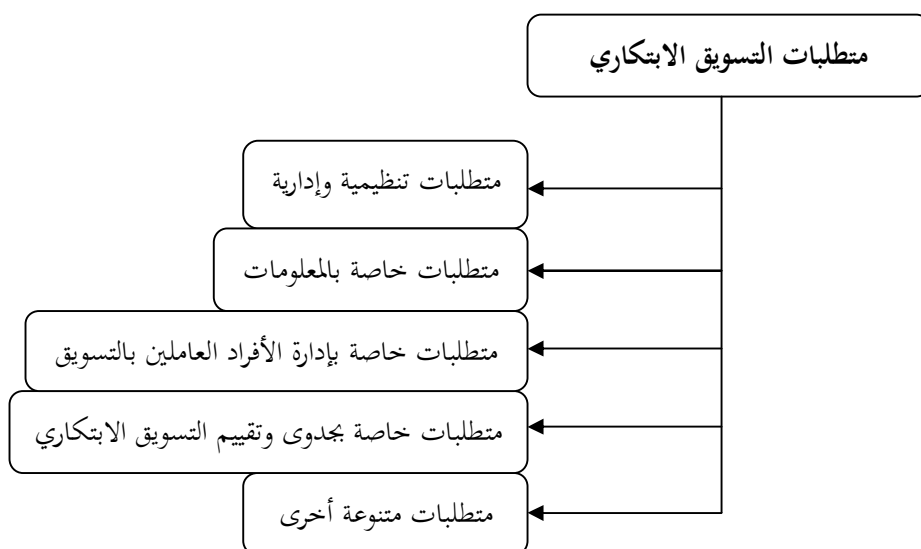 متطلبات التسويق الابتكاري
متطلبات تنظيمية وإدارية
متطلبات خاصة بالمعلومات
متطلبات خاصة بإدارة الأفراد العاملين بالتسويق
متطلبات خاصة بجدوى وتقييم التسويق الابتكاري
متطلبات متنوعة أخرى